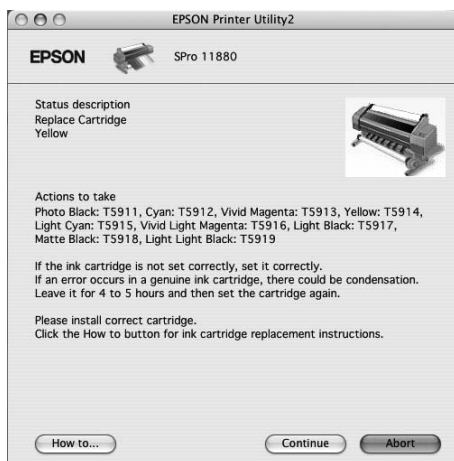 EPSON Printer Utility2
EPSON SPro 11880
Status description
Replace Cartridge
Yellow
Actions to take
Photo Black: T5911, Cyan: T5912, Vivid Magenta: T5913, Yellow: T5914,
Light Cyan: T5915, Vivid Light Magenta: T5916, Light Black: T5917,
Matte Black: T5918, Light Light Black: T5919
If the ink cartridge is not set correctly, set it correctly.
If an error occurs in a genuine ink cartridge, there could be condensation.
Leave it for 4 to 5 hours and then set the cartridge again.
Please install correct cartridge.
Click the How to button for ink cartridge replacement instructions.
How to... Continue Abort